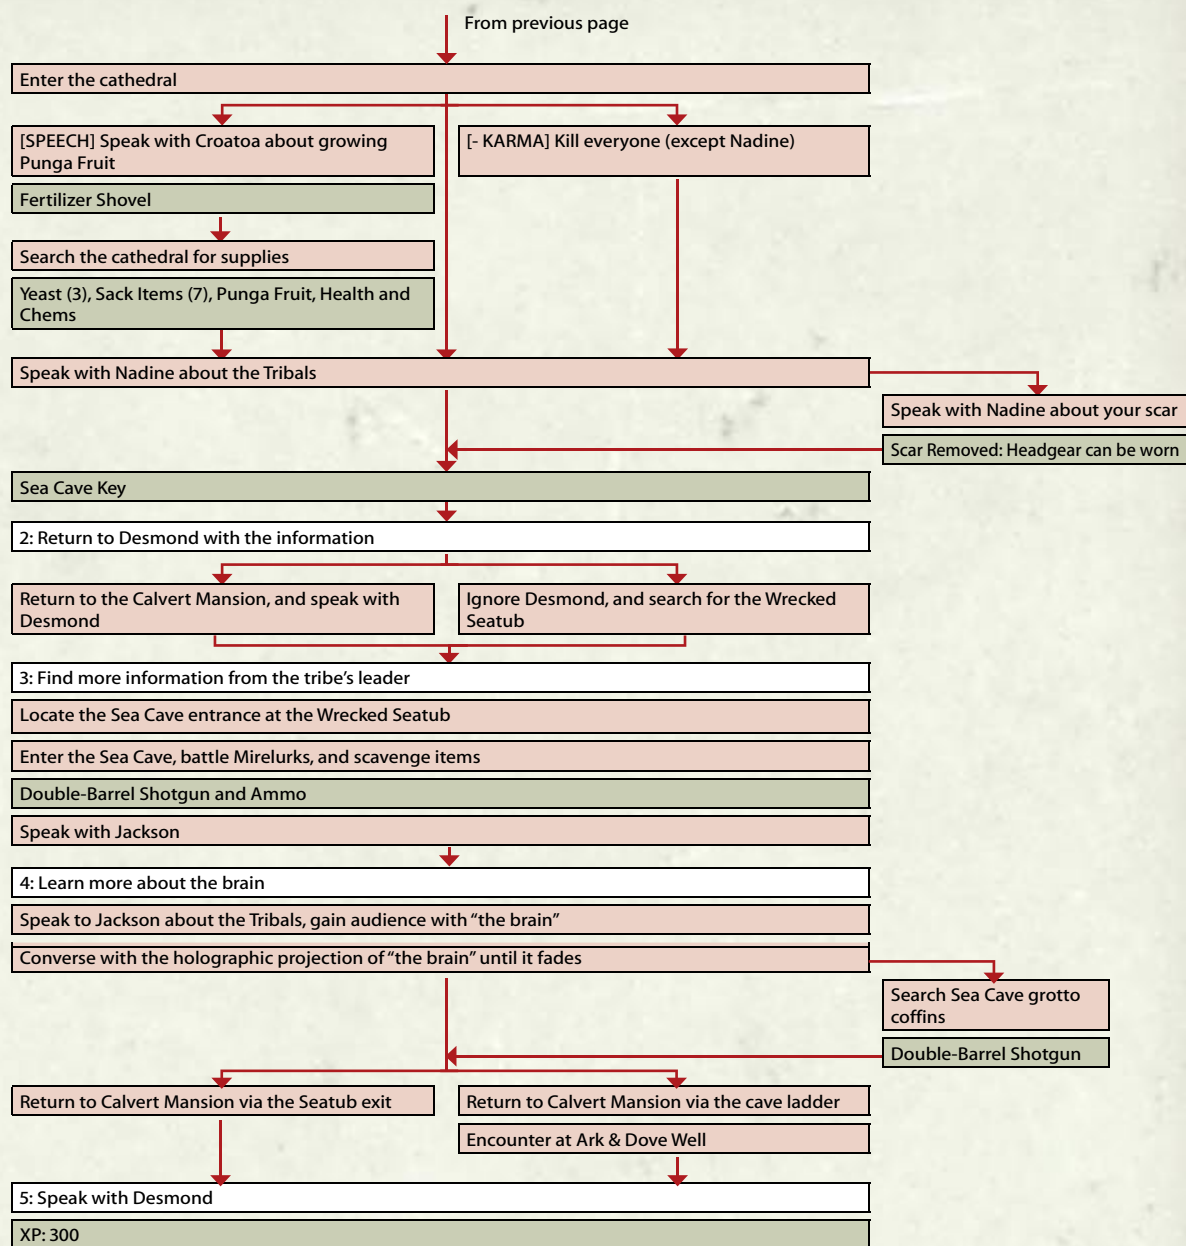 From previous page
Enter the cathedral
[SPEECH] Speak with Croatoa about growing
Punga Fruit
[- KARMA] Kill everyone (except Nadine)
Fertilizer Shovel
Search the cathedral for supplies
Yeast (3), Sack Items (7), Punga Fruit, Health and
Chems
Speak with Nadine about the Tribals
Speak with Nadine about your scar
Scar Removed: Headgear can be worn
Sea Cave Key
2: Return to Desmond with the information
Return to the Calvert Mansion, and speak with
Desmond
Ignore Desmond, and search for the Wrecked
Seatub
3: Find more information from the tribe’s leader
Locate the Sea Cave entrance at the Wrecked Seatub
Enter the Sea Cave, battle Mirelurks, and scavenge items
Double-Barrel Shotgun and Ammo
Speak with Jackson
4: Learn more about the brain
Speak to Jackson about the Tribals, gain audience with “the brain”
Converse with the holographic projection of “the brain” until it fades
Search Sea Cave grotto
coffins
Double-Barrel Shotgun
Return to Calvert Mansion via the Seatub exit
Return to Calvert Mansion via the cave ladder
Encounter at Ark & Dove Well
5: Speak with Desmond
XP: 300